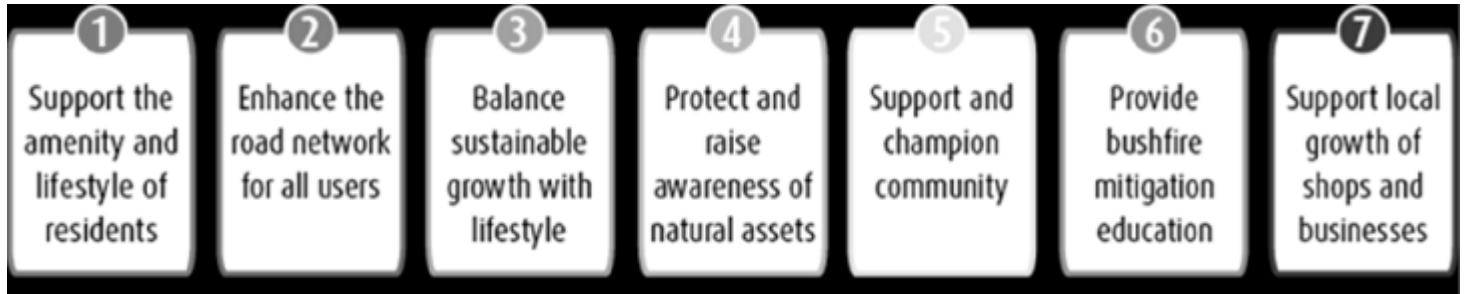 1
Support the
amenity and
lifestyle of
residents
2
Enhance the
road network
for all users
3
Balance
sustainable
growth with
lifestyle
4
Protect and
raise
awareness of
natural assets
5
Support and
champion
community
6
Provide
bushfire
mitigation
education
7
Support local
growth of
shops and
businesses